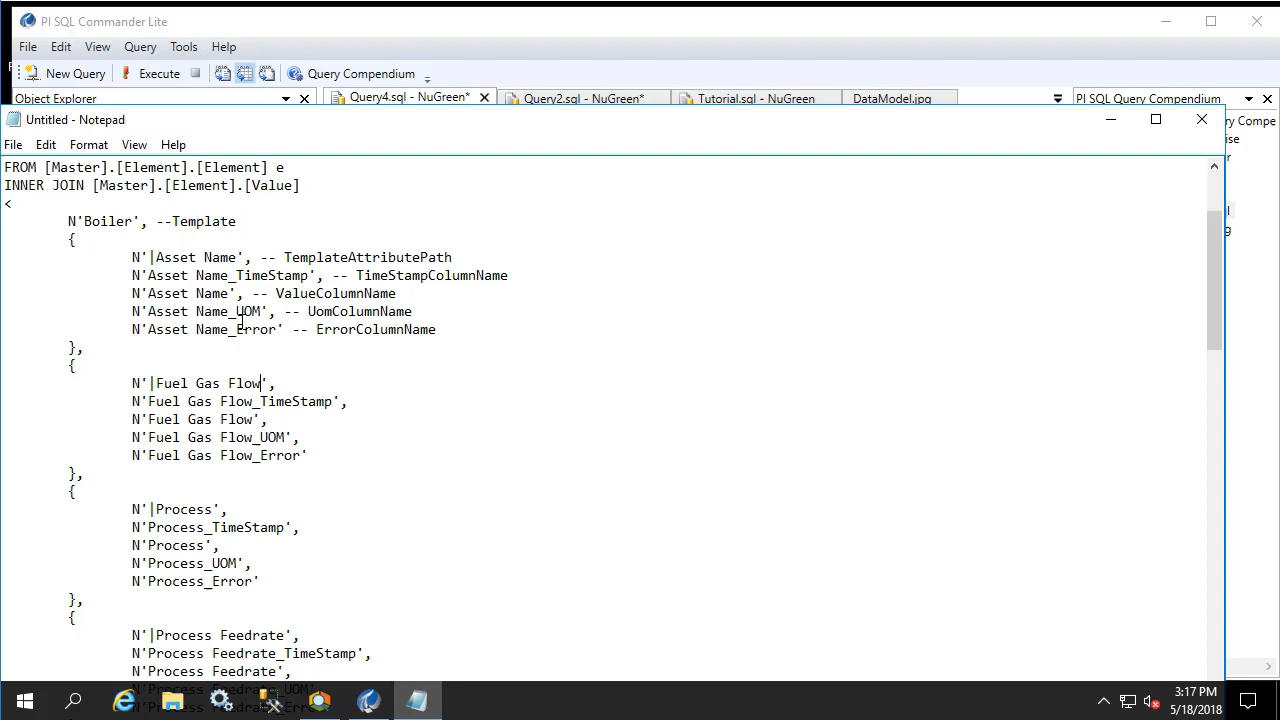 PI SQL Commander Lite
File Edit View Query Tools Help
New Query Execute Query Compendium
Object Explorer Query4.sql - NuGreen* Query2.sql - NuGreen* Tutorial.sql - NuGreen DataModel.jpg PI SQL Query Compendium
Untitled - Notepad
ry Compe
File Edit Format View Help
ise
FROM [Master].[Element].[Element] e
INNER JOIN [Master].[Element].[Value]
<
N'Boiler', --Template
{
N'|Asset Name', -- TemplateAttributePath
N'Asset Name_TimeStamp', -- TimeStampColumnName
N'Asset Name', -- ValueColumnName
N'Asset Name_UOM', -- UomColumnName
N'Asset Name_Error' -- ErrorColumnName
},
{
N'|Fuel Gas Flow',
N'Fuel Gas Flow_TimeStamp',
N'Fuel Gas Flow',
N'Fuel Gas Flow_UOM',
N'Fuel Gas Flow_Error'
},
{
N'|Process',
N'Process_TimeStamp',
N'Process',
N'Process_UOM',
N'Process_Error'
},
{
N'|Process Feedrate',
N'Process Feedrate_TimeStamp',
N'Process Feedrate',
3:17 PM
5/18/2018